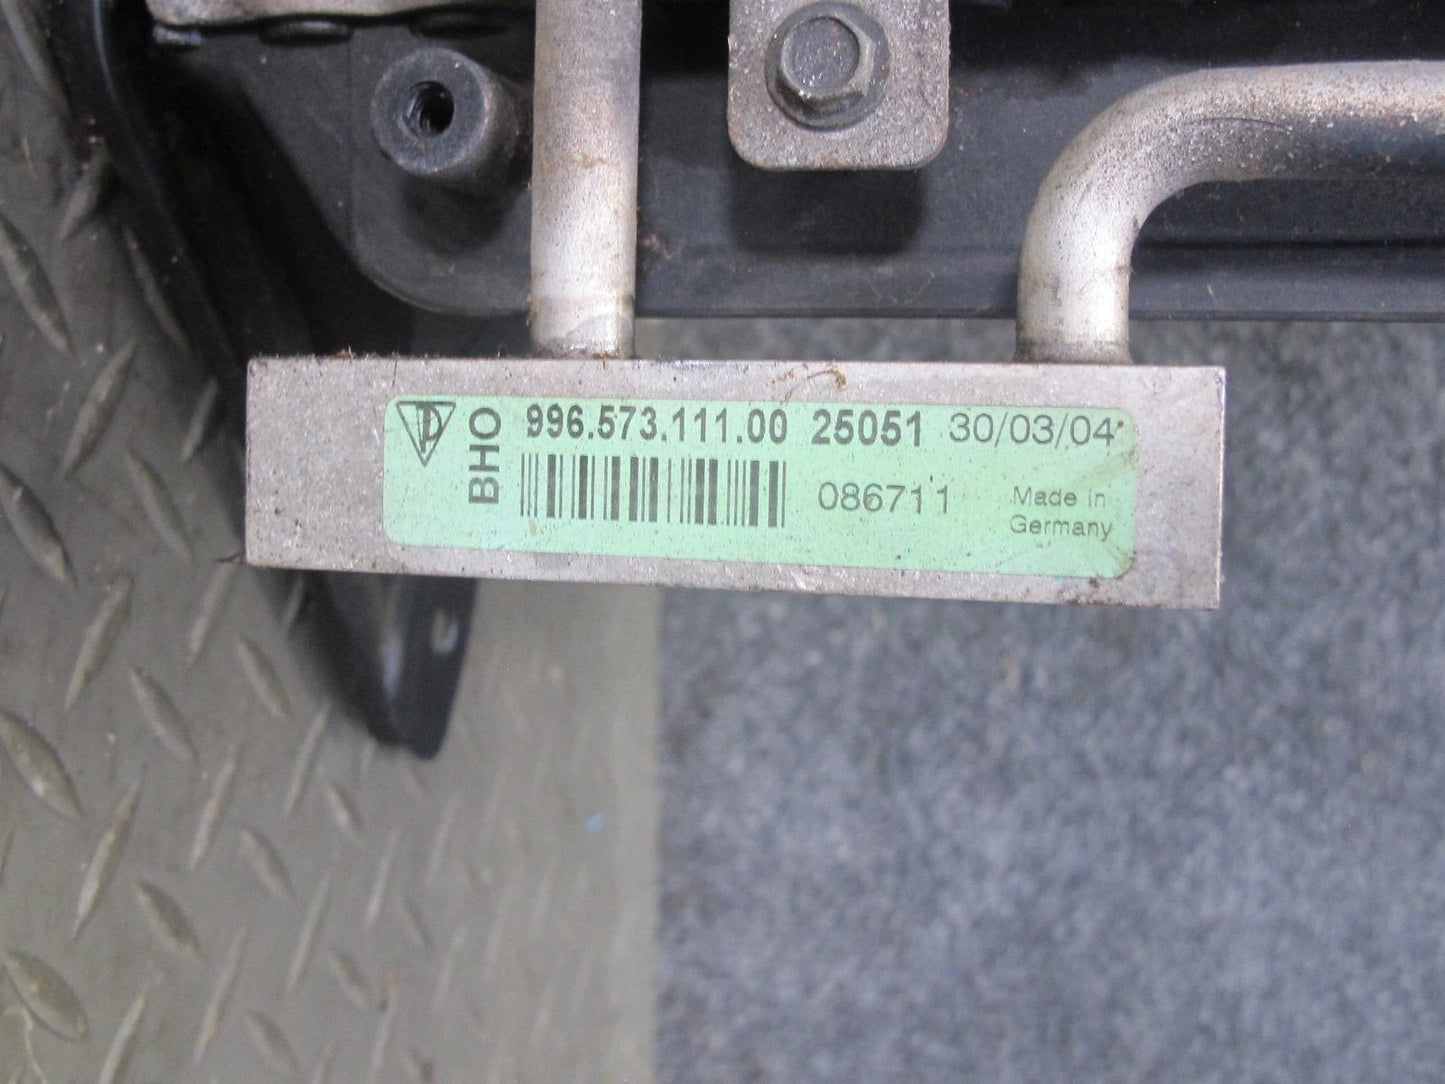 BHO
996.573.111.00 25051 30/03/04
086711
Made in
Germany